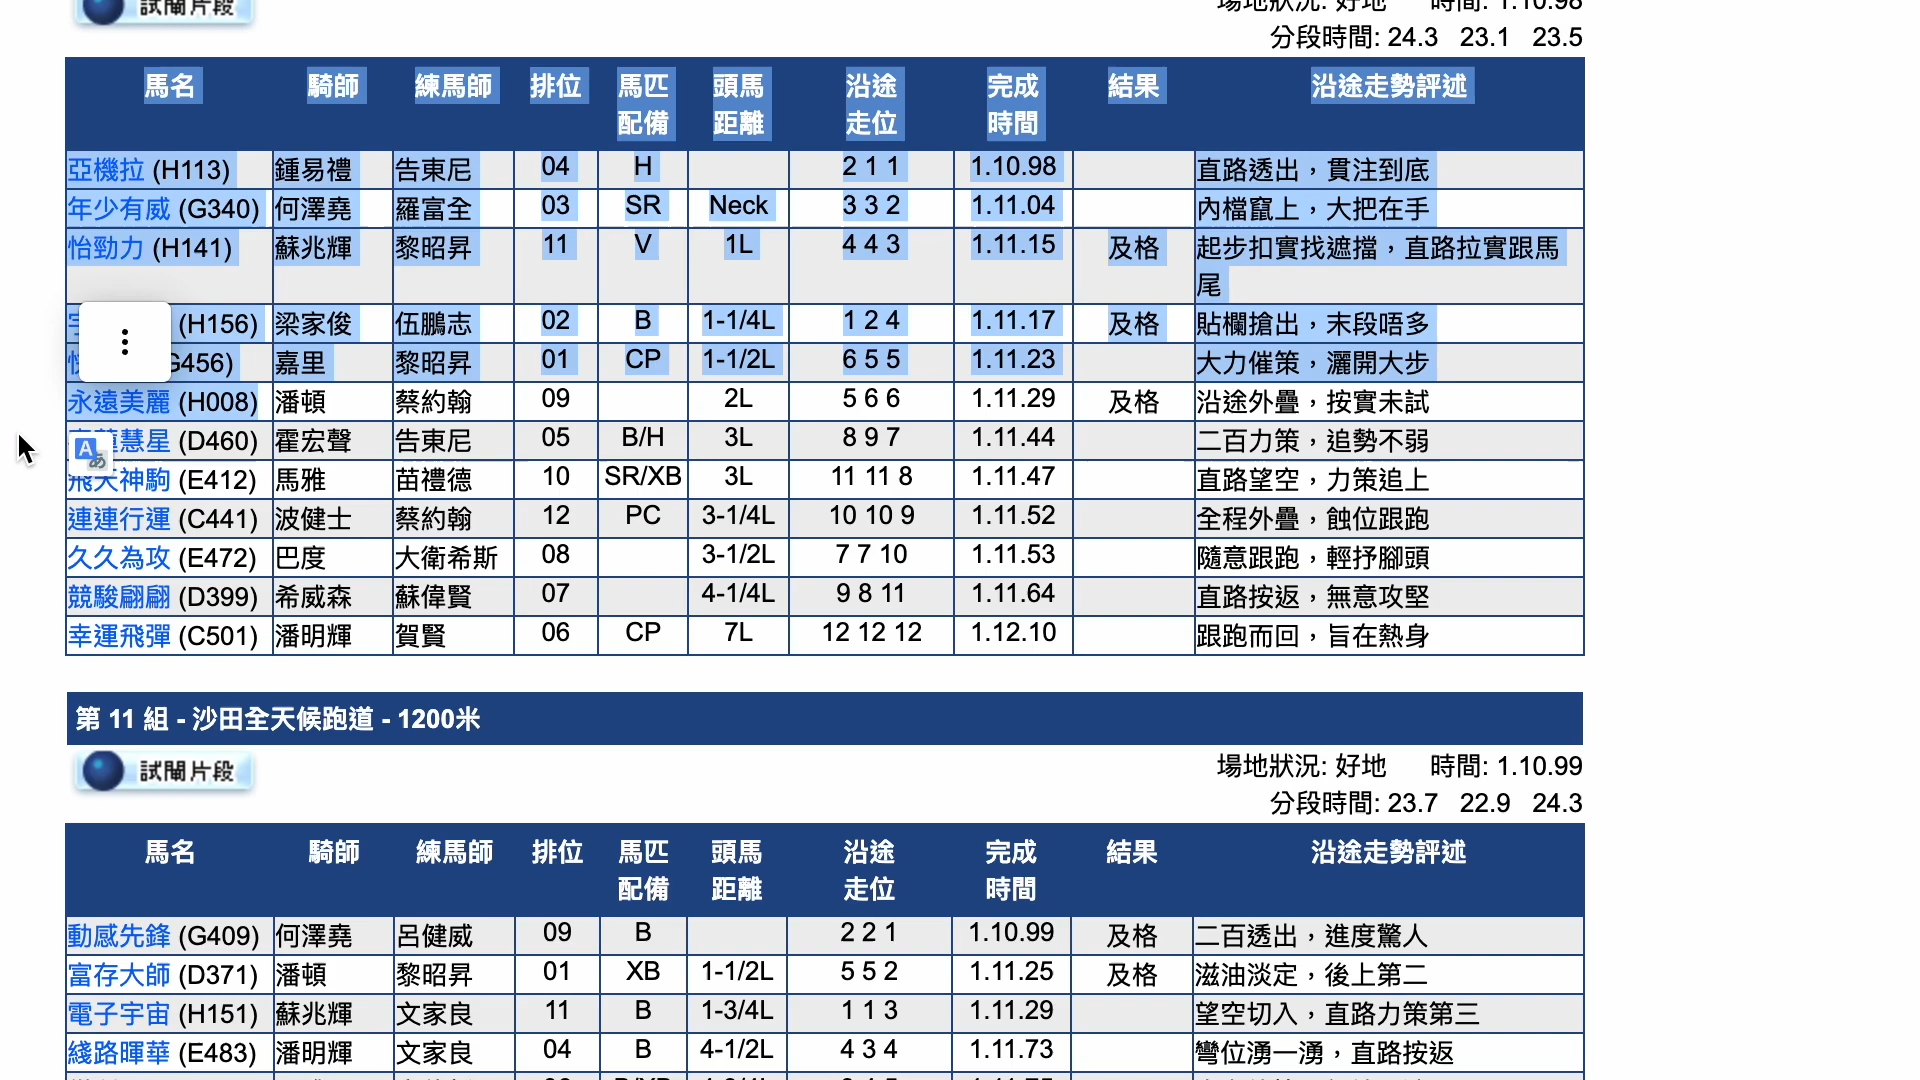 試閘片段
場地狀況: 好地 時間: 1.10.98
分段時間: 24.3 23.1 23.5
馬名 騎師 練馬師 排位 馬匹配備 頭馬距離 沿途走位 完成時間 結果 沿途走勢評述
亞機拉 (H113) 鍾易禮 告東尼 04 H 2 1 1 1.10.98 直路透出，貫注到底
年少有威 (G340) 何澤堯 羅富全 03 SR Neck 3 3 2 1.11.04 內檔竄上，大把在手
怡勁力 (H141) 蘇兆輝 黎昭昇 11 V 1L 4 4 3 1.11.15 及格 起步扣實找遮擋，直路拉實跟馬
尾
(H156) 梁家俊 伍鵬志 02 B 1-1/4L 1 2 4 1.11.17 及格 貼欄搶出，末段唔多
G456) 嘉里 黎昭昇 01 CP 1-1/2L 6 5 5 1.11.23 大力催策，灑開大步
永遠美麗 (H008) 潘頓 蔡約翰 09 2L 5 6 6 1.11.29 及格 沿途外疊，按實未試
慧星 (D460) 霍宏聲 告東尼 05 B/H 3L 8 9 7 1.11.44 二百力策，追勢不弱
飛天神駒 (E412) 馬雅 苗禮德 10 SR/XB 3L 11 11 8 1.11.47 直路望空，力策追上
連連行運 (C441) 波健士 蔡約翰 12 PC 3-1/4L 10 10 9 1.11.52 全程外疊，蝕位跟跑
久久為攻 (E472) 巴度 大衛希斯 08 3-1/2L 7 7 10 1.11.53 隨意跟跑，輕抒腳頭
競駿翩翩 (D399) 希威森 蘇偉賢 07 4-1/4L 9 8 11 1.11.64 直路按返，無意攻堅
幸運飛彈 (C501) 潘明輝 賀賢 06 CP 7L 12 12 12 1.12.10 跟跑而回，旨在熱身
第 11 組 - 沙田全天候跑道 - 1200米
試閘片段
場地狀況: 好地 時間: 1.10.99
分段時間: 23.7 22.9 24.3
馬名 騎師 練馬師 排位 馬匹配備 頭馬距離 沿途走位 完成時間 結果 沿途走勢評述
動感先鋒 (G409) 何澤堯 呂健威 09 B 2 2 1 1.10.99 及格 二百透出，進度驚人
富存大師 (D371) 潘頓 黎昭昇 01 XB 1-1/2L 5 5 2 1.11.25 及格 滋油淡定，後上第二
電子宇宙 (H151) 蘇兆輝 文家良 11 B 1-3/4L 1 1 3 1.11.29 望空切入，直路力策第三
綫路暉華 (E483) 潘明輝 文家良 04 B 4-1/2L 4 3 4 1.11.73 彎位湧一湧，直路按返